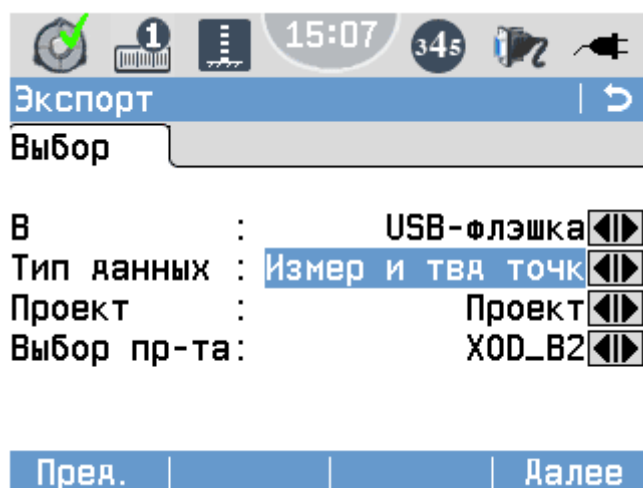 1
15:07
345
Экспорт
Выбор
В : USB-флэшка
Тип данных : Измер и твд точк
Проект : Проект
Выбор пр-та: XOD_B2
Пред. Далее